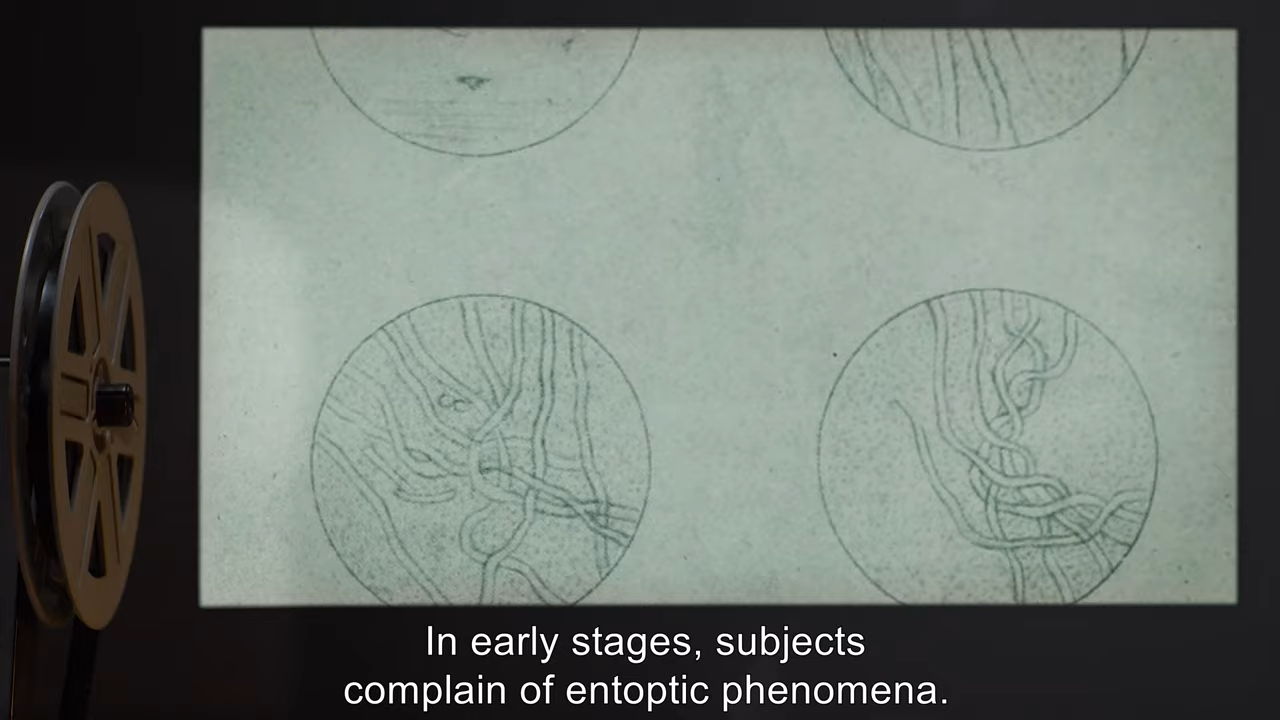 In early stages, subjects
complain of entoptic phenomena.